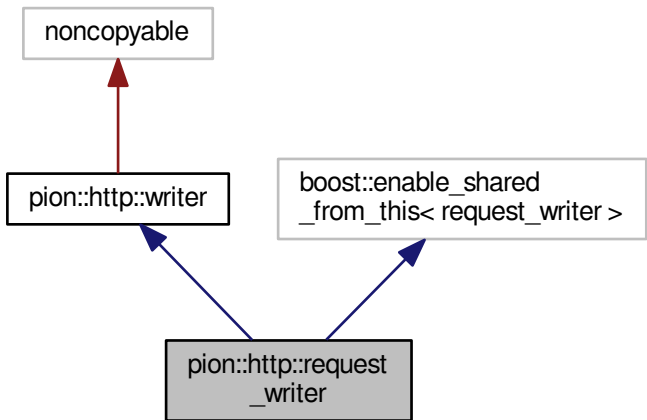 noncopyable
pion::http::writer
boost::enable_shared
_from_this< request_writer >
pion::http::request
_writer